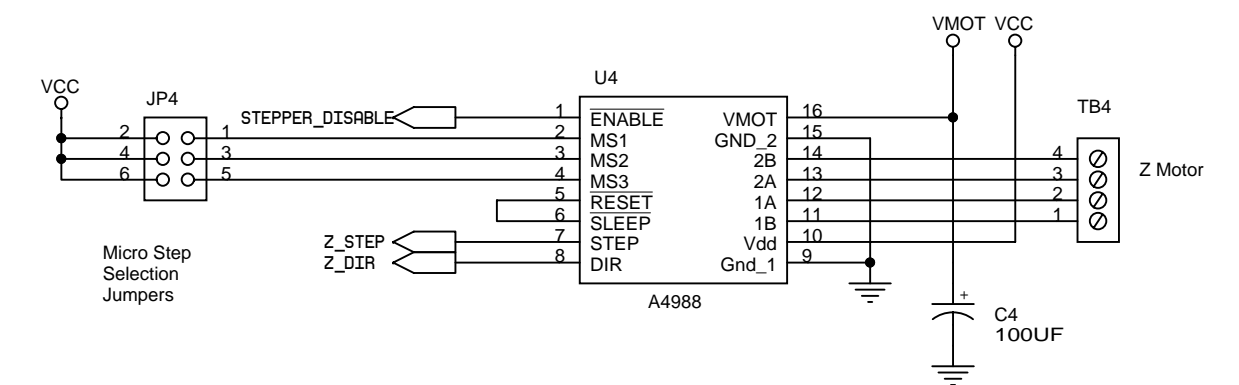 VMOT VCC
VCC
JP4
U4
TB4
STEPPER_DISABLE
2 1
4 3
6 5
1 ENABLE
2 MS1
3 MS2
4 MS3
5 RESET
6 SLEEP
7 STEP
8 DIR
VMOT 16
GND_2 15
2B 14
2A 13
1A 12
1B 11
Vdd 10
Gnd_1 9
4
3
2
1
Z Motor
Z_STEP
Z_DIR
Micro Step
Selection
Jumpers
A4988
+
C4
100UF